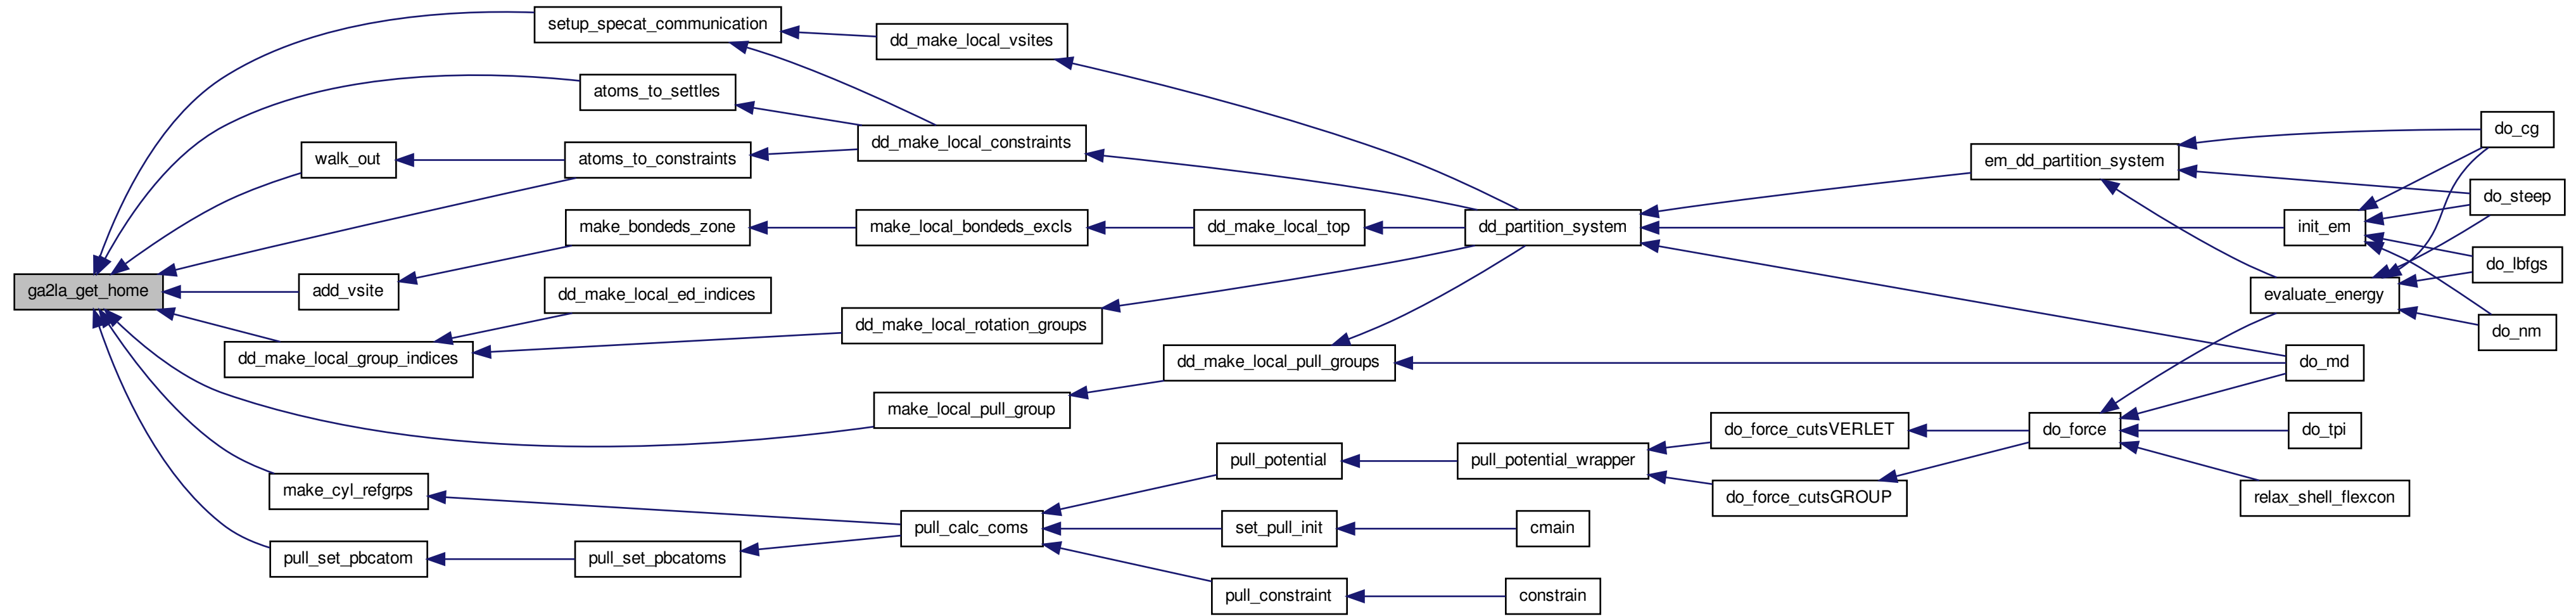 setup_specat_communication
dd_make_local_vsites
atoms_to_settles
do_cg
dd_make_local_constraints
walk_out
atoms_to_constraints
em_dd_partition_system
do_steep
make_bondeds_zone
make_local_bondeds_excls
dd_make_local_top
dd_partition_system
init_em
do_lbfgs
ga2la_get_home
add_vsite
dd_make_local_ed_indices
evaluate_energy
dd_make_local_rotation_groups
do_nm
dd_make_local_group_indices
dd_make_local_pull_groups
do_md
make_local_pull_group
do_force_cutsVERLET
do_force
do_tpi
pull_potential
pull_potential_wrapper
make_cyl_refgrps
do_force_cutsGROUP
relax_shell_flexcon
pull_calc_coms
set_pull_init
cmain
pull_set_pbcatom
pull_set_pbcatoms
pull_constraint
constrain